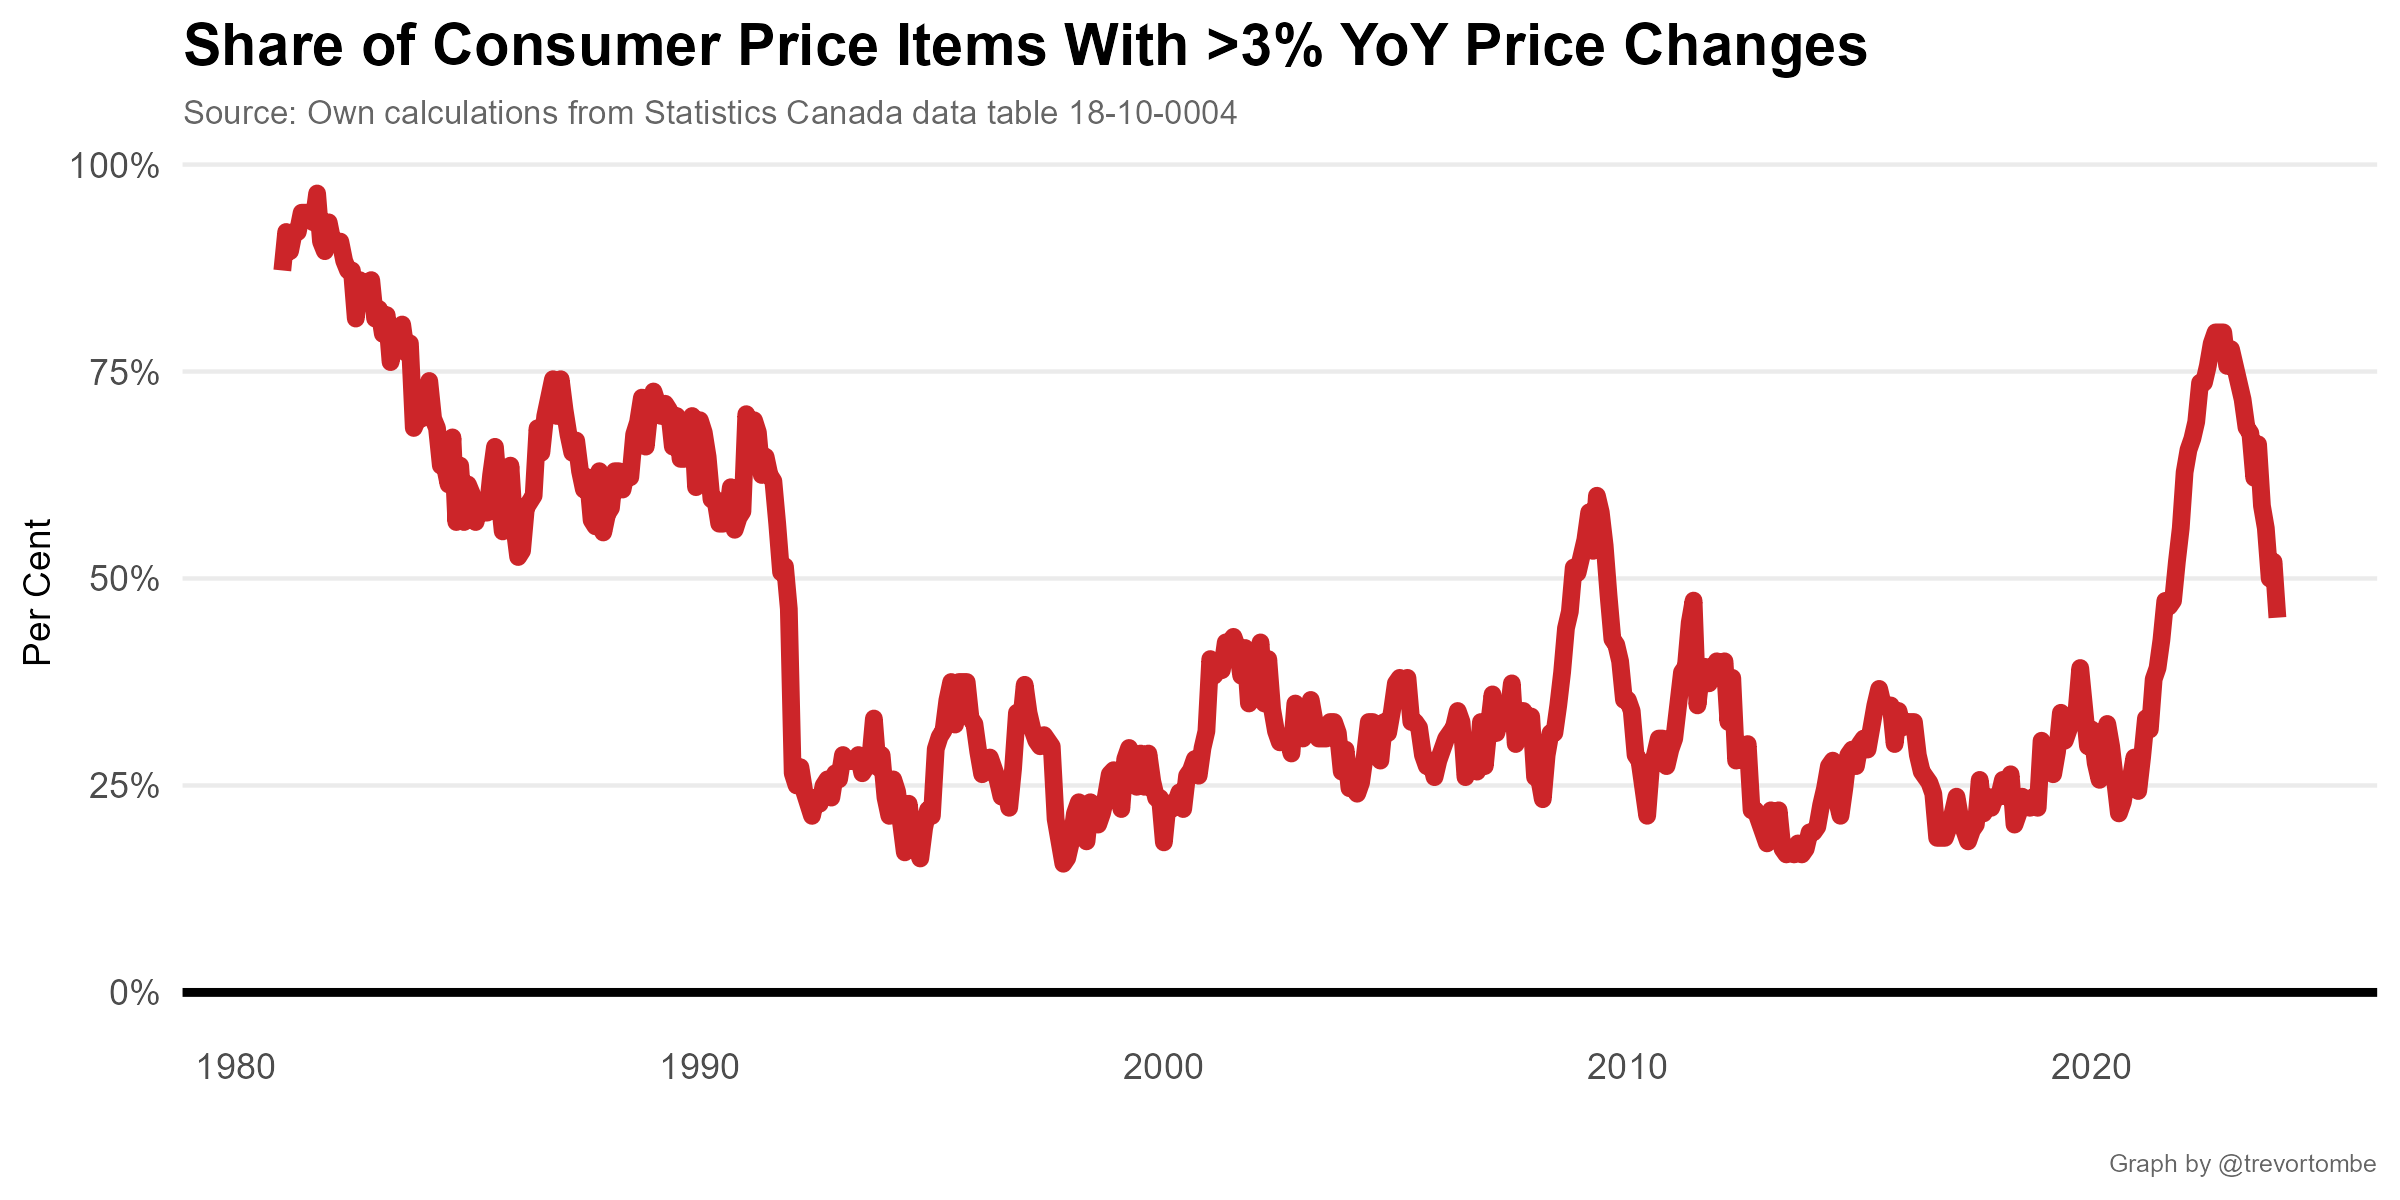 Share of Consumer Price Items With >3% YoY Price Changes
Source: Own calculations from Statistics Canada data table 18-10-0004
100%
75%
50%
25%
0%
Per Cent
1980
1990
2000
2010
2020
Graph by @trevortombe